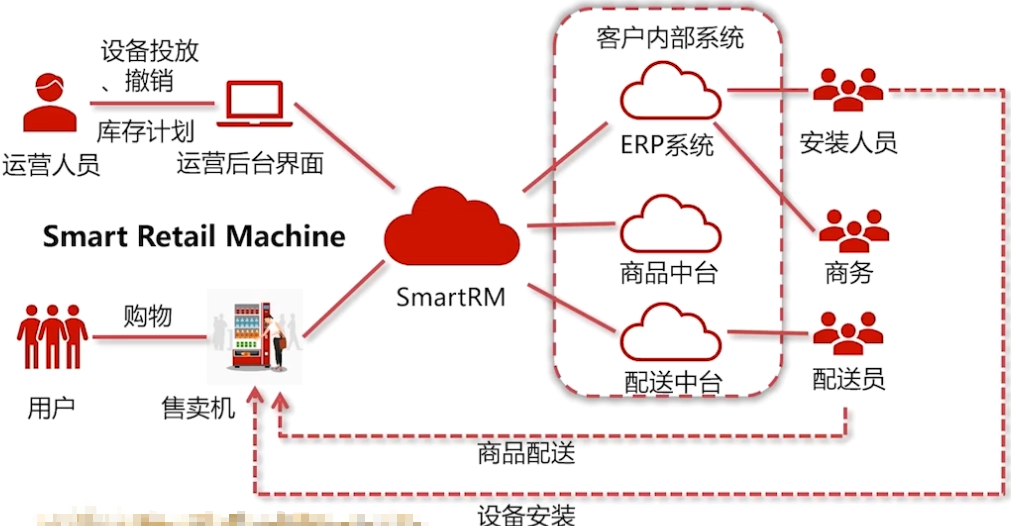 客户内部系统
设备投放
、撤销
库存计划
运营人员
运营后台界面
ERP系统
安装人员
Smart Retail Machine
SmartRM
商品中台
商务
购物
用户
售卖机
配送中台
配送员
商品配送
设备安装